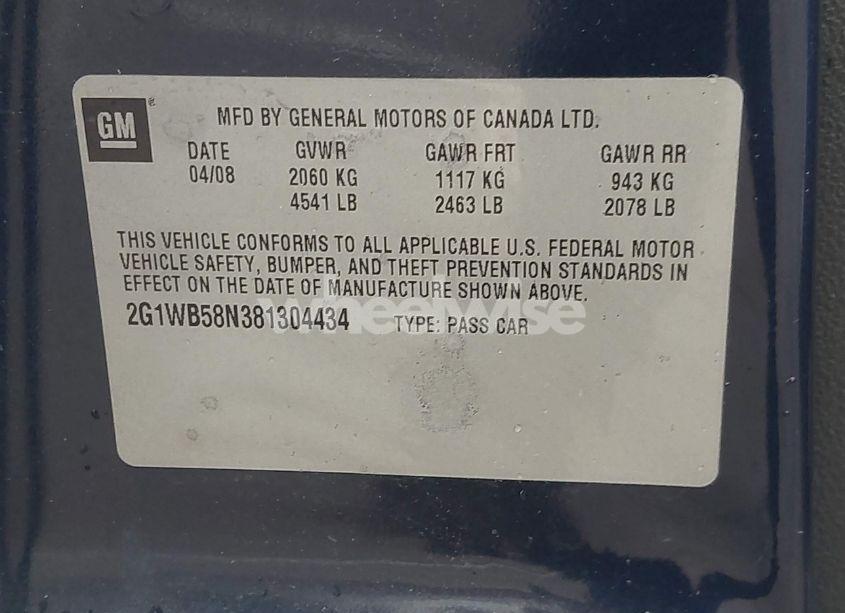 GM®
MFD BY GENERAL MOTORS OF CANADA LTD.
DATE GVWR GAWR FRT GAWR RR
04/08 2060 KG 1117 KG 943 KG
4541 LB 2463 LB 2078 LB
THIS VEHICLE CONFORMS TO ALL APPLICABLE U.S. FEDERAL MOTOR
VEHICLE SAFETY, BUMPER, AND THEFT PREVENTION STANDARDS IN
EFFECT ON THE DATE OF MANUFACTURE SHOWN ABOVE.
2G1WB58N381304434 TYPE: PASS CAR
wheelwise